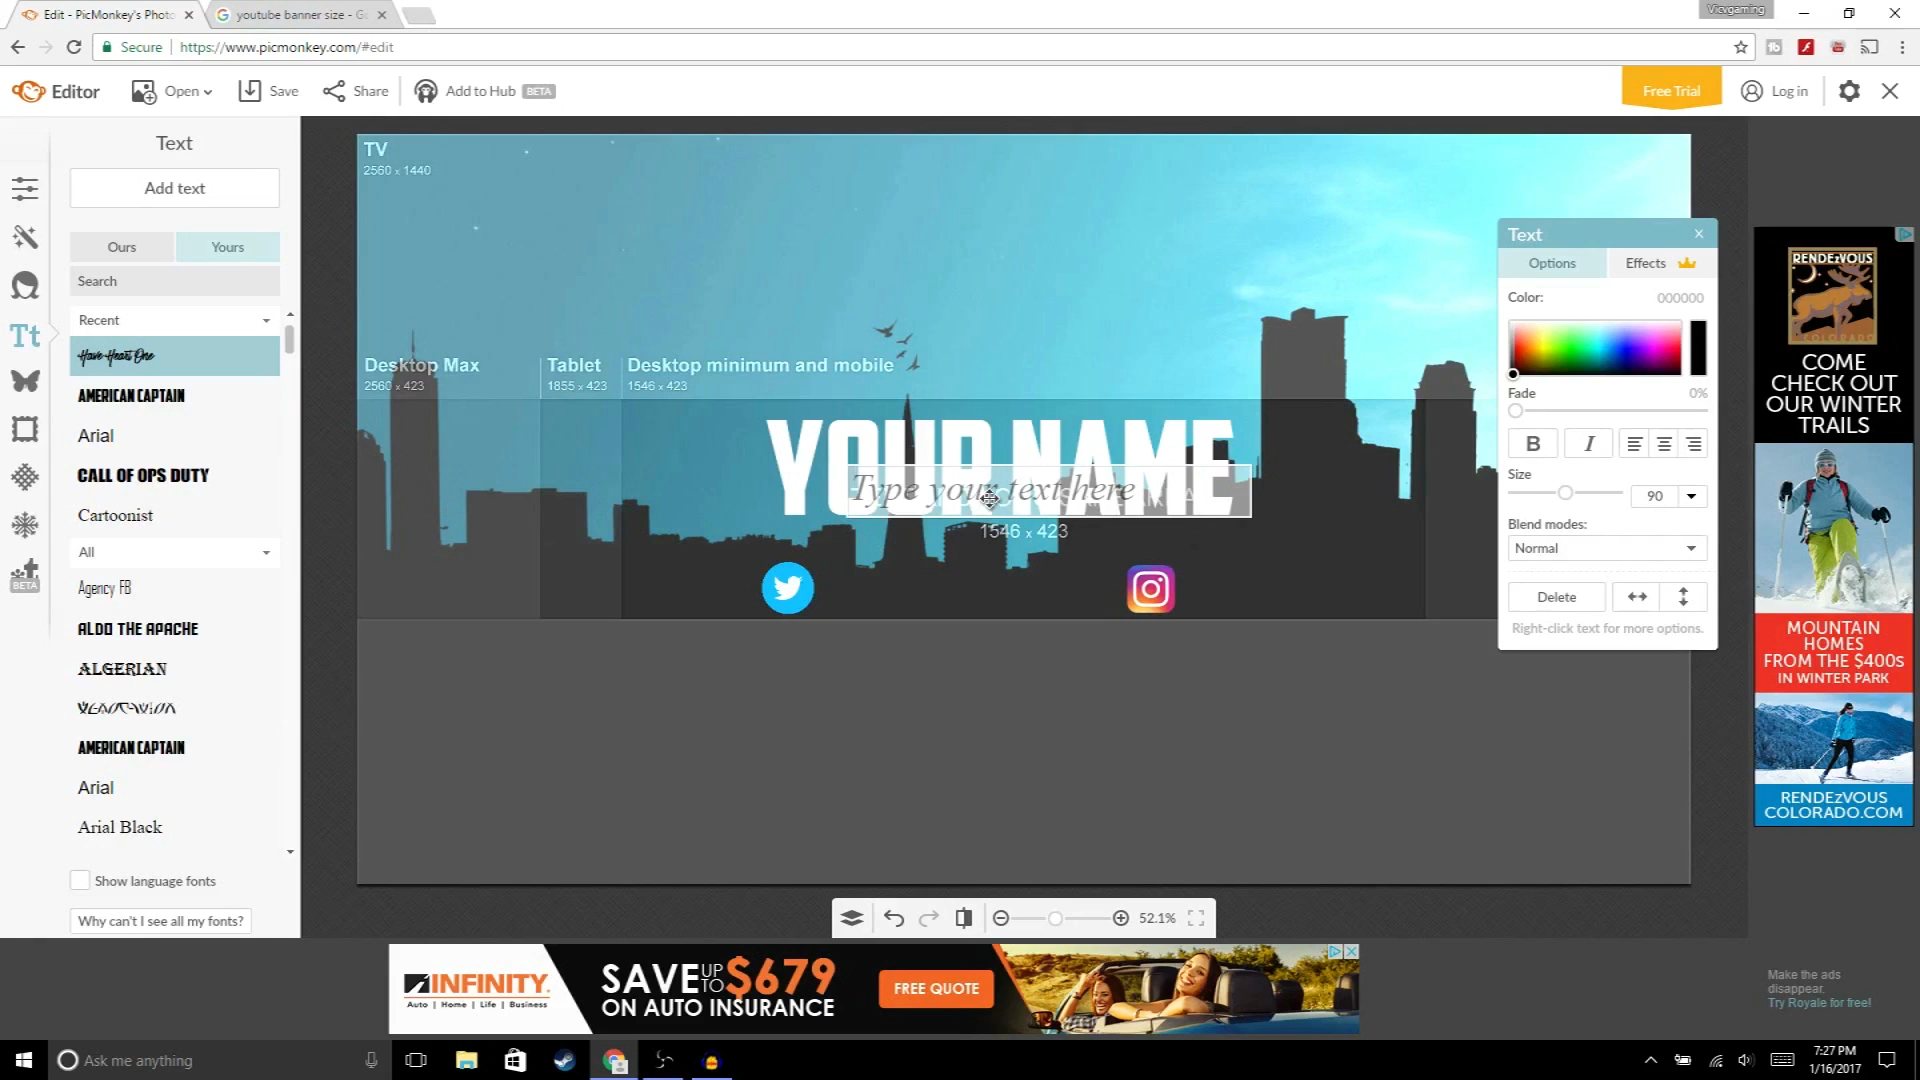 Edit - PicMonkey's Photo
youtube banner size - G
Vicvgaming
Secure
https://www.picmonkey.com/#edit
Editor
Open
Save
Share
Add to Hub
BETA
Free Trial
Log in
Text
Add text
Ours
Yours
Search
Recent
Have Heart One
AMERICAN CAPTAIN
Arial
CALL OF OPS DUTY
Cartoonist
All
Agency FB
ALDO THE APACHE
ALGERIAN
AMERICAN CAPTAIN
Arial
Arial Black
Show language fonts
Why can't I see all my fonts?
Tt
BETA
TV
2560 x 1440
Desktop Max
2560 x 423
Tablet
1855 x 423
Desktop minimum and mobile
1546 x 423
YOUR NAME
Type your text here
1546 x 423
Text
Options
Effects
Color:
000000
Fade
0%
B
I
Size
90
Blend modes:
Normal
Delete
Right-click text for more options.
52.1%
RENDEzVOUS
COLORADO
COME
CHECK OUT
OUR WINTER
TRAILS
MOUNTAIN
HOMES
FROM THE $400s
IN WINTER PARK
RENDEzVOUS
COLORADO.COM
INFINITY.
Auto | Home | Life | Business
SAVE UP TO $679
ON AUTO INSURANCE
FREE QUOTE
Make the ads
disappear.
Try Royale for free!
Ask me anything
7:27 PM
1/16/2017